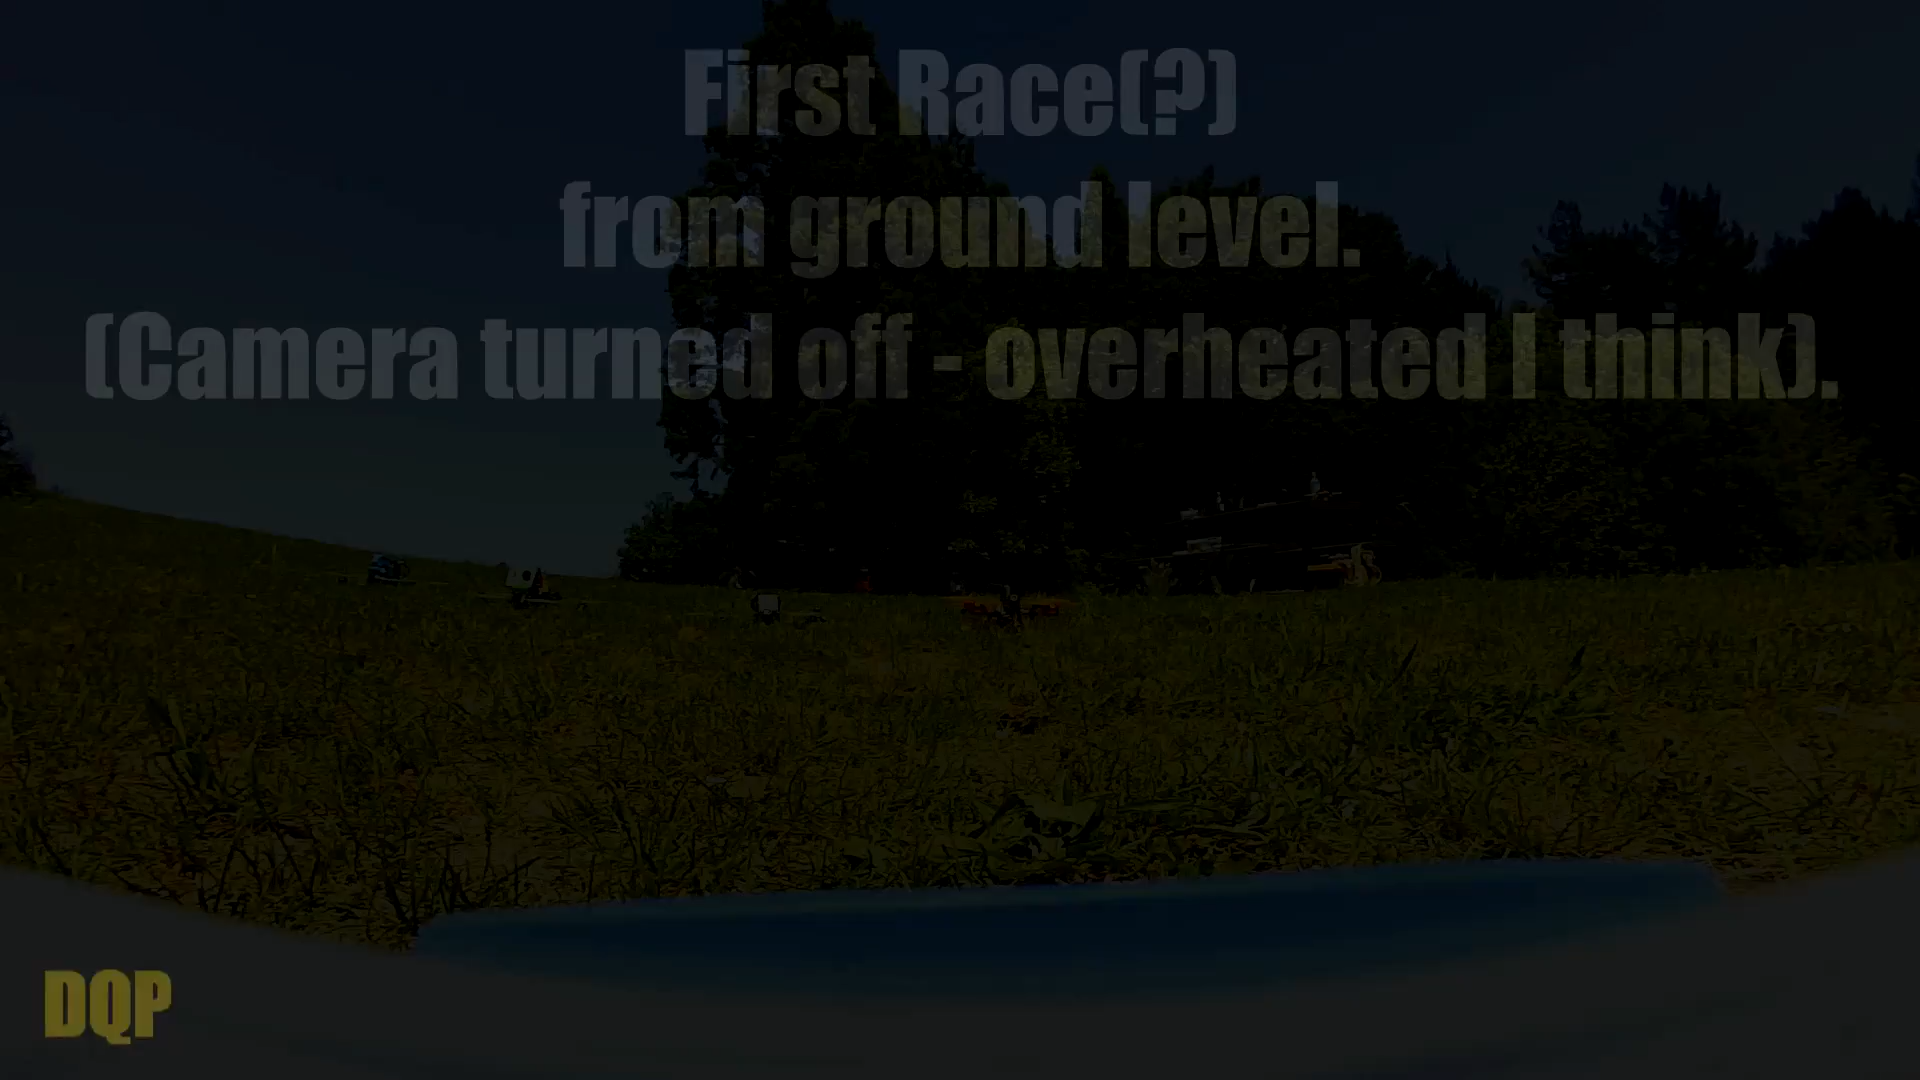 First Race(?)
from ground level.
(Camera turned off - overheated I think).
DQP